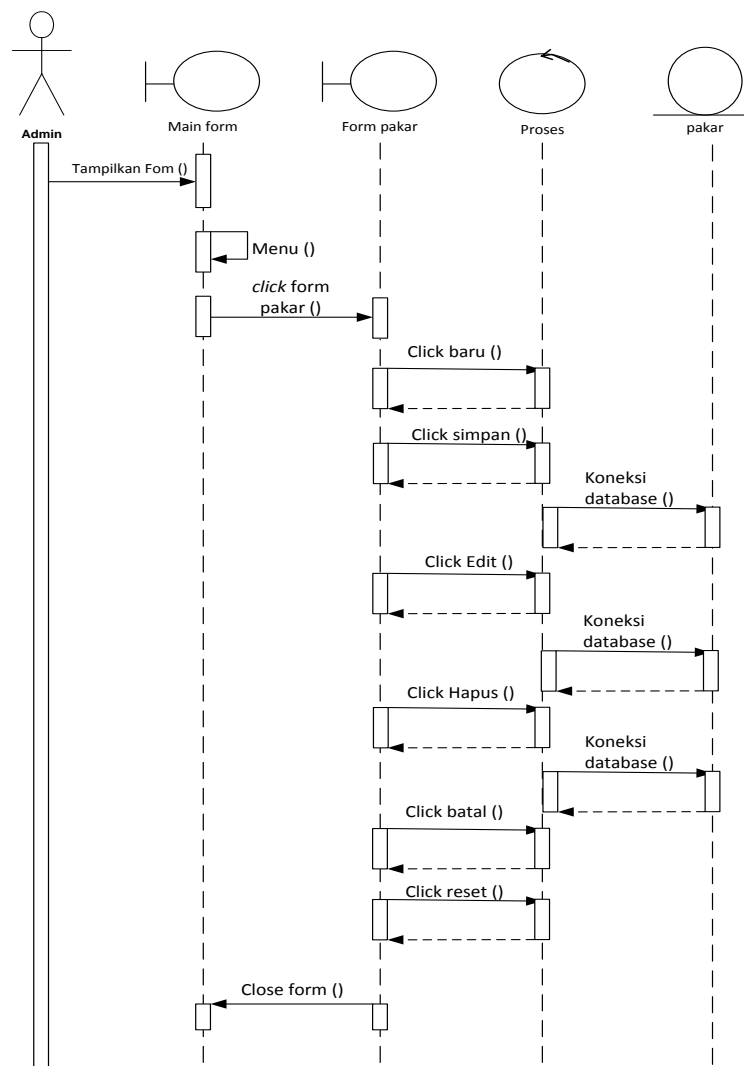 Admin
Main form
Form pakar
Proses
pakar
Tampilkan Fom ()
Menu ()
click form
pakar ()
Click baru ()
Click simpan ()
Koneksi
database ()
Click Edit ()
Koneksi
database ()
Click Hapus ()
Koneksi
database ()
Click batal ()
Click reset ()
Close form ()